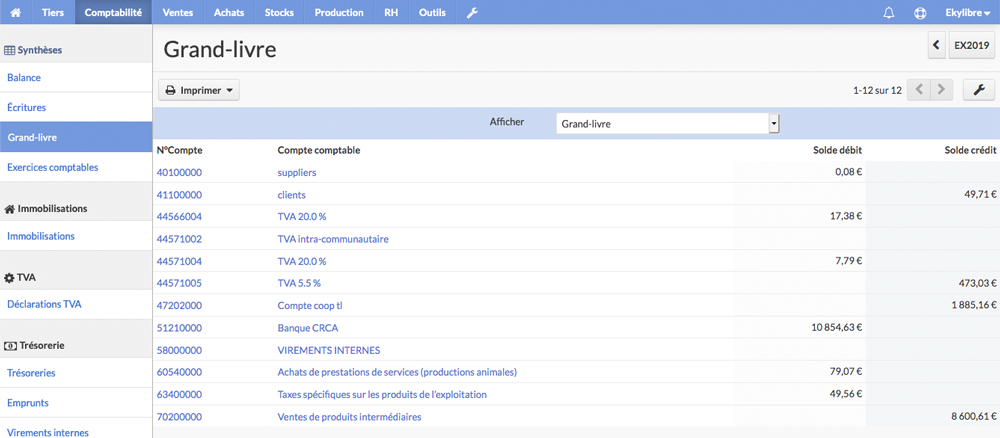 Tiers Comptabilité Ventes Achats Stocks Production RH Outils Ekylibre
Synthèses
Balance
Écritures
Grand-livre
Exercices comptables
Immobilisations
Immobilisations
TVA
Déclarations TVA
Trésorerie
Trésoreries
Emprunts
Virements internes
Grand-livre
EX2019
Imprimer 1-12 sur 12
Afficher Grand-livre
N°Compte Compte comptable Solde débit Solde crédit
40100000 suppliers 0,08 €
41100000 clients 49,71 €
44566004 TVA 20.0 % 17,38 €
44571002 TVA intra-communautaire
44571004 TVA 20.0 % 7,79 €
44571005 TVA 5.5 % 473,03 €
47202000 Compte coop tl 1 885,16 €
51210000 Banque CRCA 10 854,63 €
58000000 VIREMENTS INTERNES
60540000 Achats de prestations de services (productions animales) 79,07 €
63400000 Taxes spécifiques sur les produits de l'exploitation 49,56 €
70200000 Ventes de produits intermédiaires 8 600,61 €